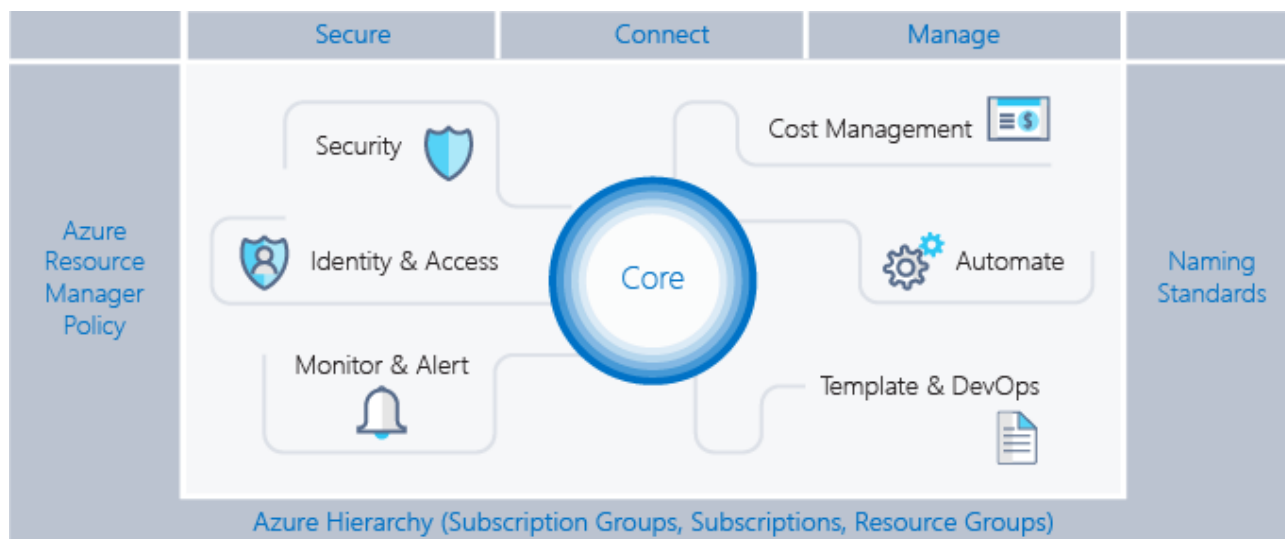 Secure
Connect
Manage
Security
Cost Management
$
Azure
Resource
Manager
Policy
Identity & Access
Core
Automate
Naming
Standards
Monitor & Alert
Template & DevOps
Azure Hierarchy (Subscription Groups, Subscriptions, Resource Groups)